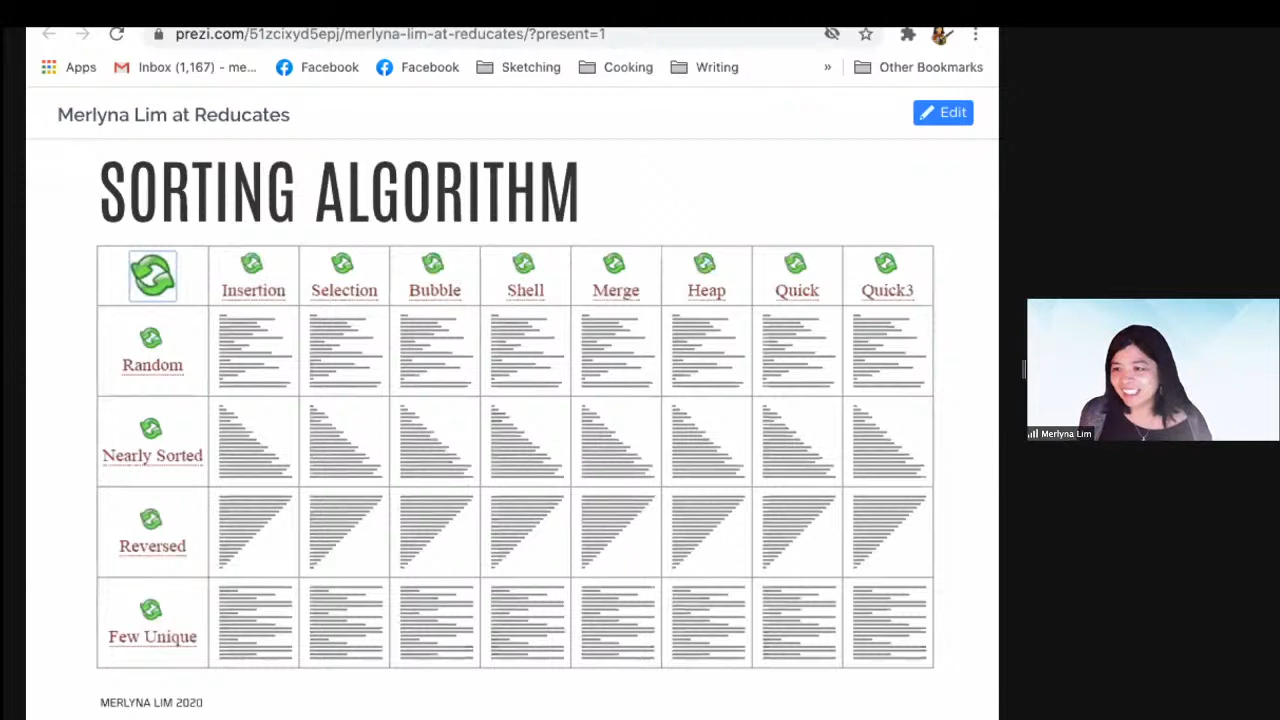 prezi.com/51zcixyd5epj/merlyna-lim-at-reducates/?present=1
Apps Inbox (1,167) - me... Facebook Facebook Sketching Cooking Writing » Other Bookmarks
Merlyna Lim at Reducates
Edit
SORTING ALGORITHM
Insertion Selection Bubble Shell Merge Heap Quick Quick3
Random
Nearly Sorted
Reversed
Few Unique
Merlyna Lim
MERLYNA LIM 2020